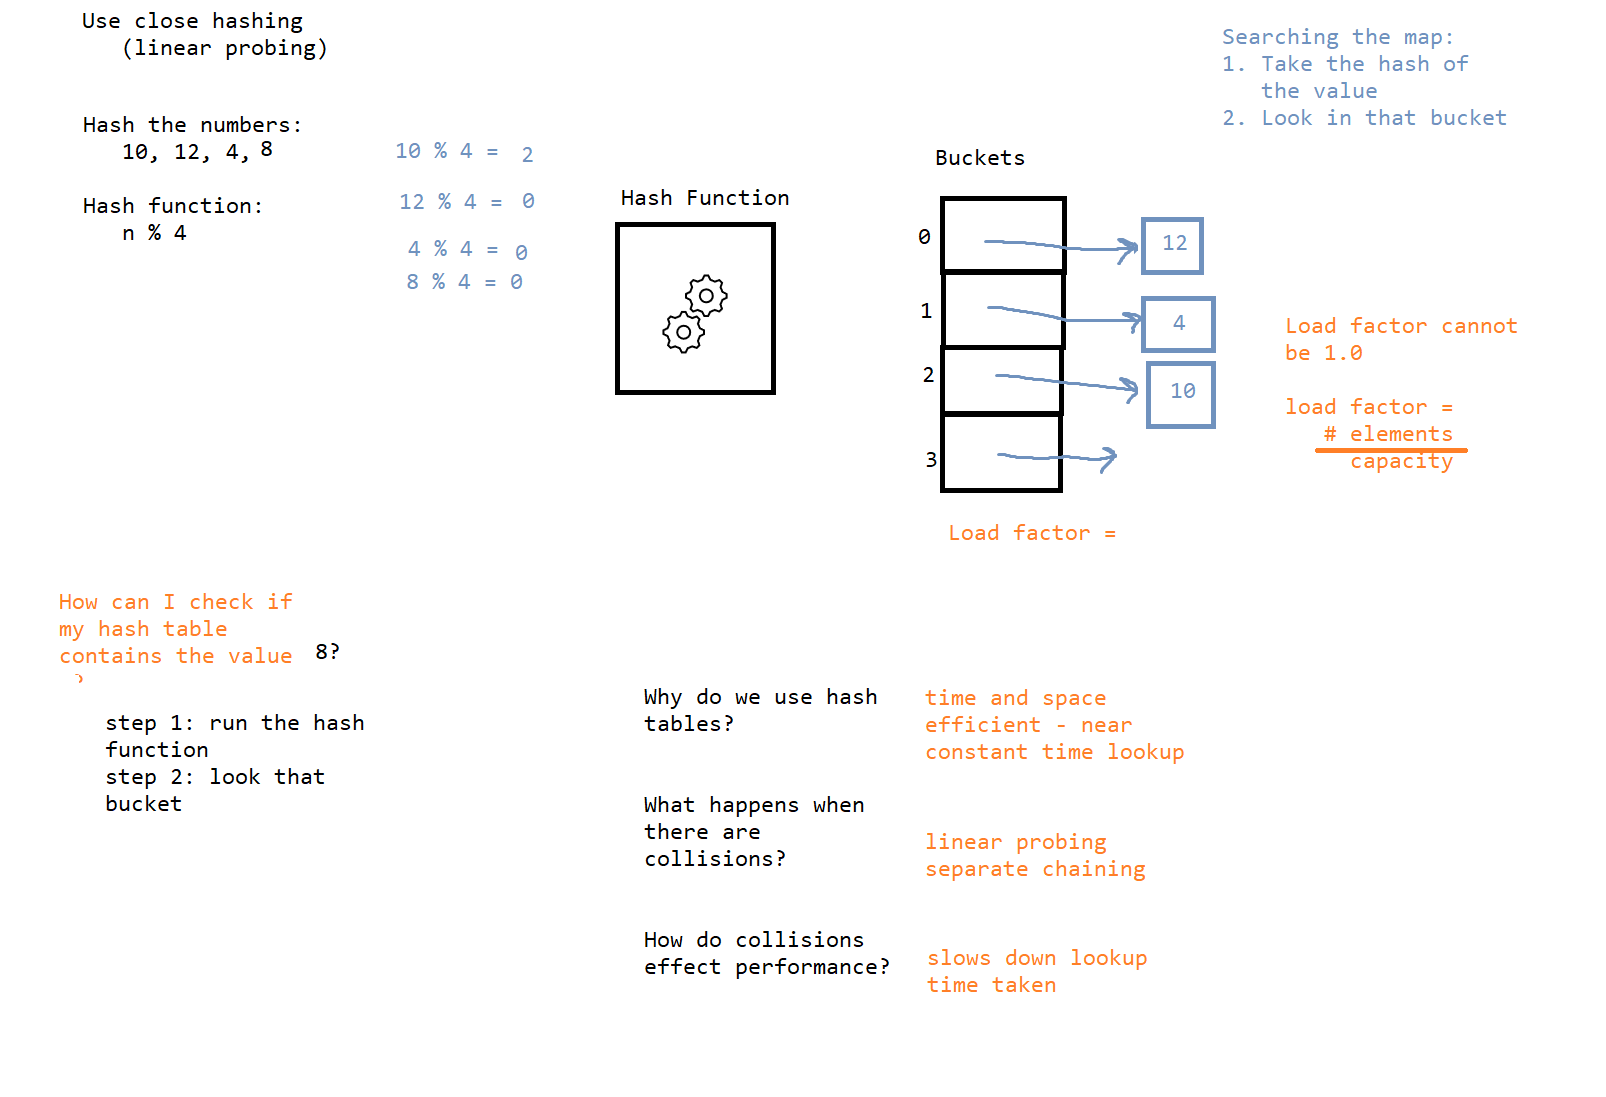 Use close hashing
(linear probing)
Hash the numbers:
10, 12, 4, 8
Hash function:
n % 4
10 % 4 = 2
12 % 4 = 0
4 % 4 = 0
8 % 4 = 0
Hash Function
Buckets
0
1
2
3
12
4
10
Load factor =
Searching the map:
1. Take the hash of
the value
2. Look in that bucket
Load factor cannot
be 1.0
load factor =
# elements
capacity
How can I check if
my hash table
contains the value 8?
step 1: run the hash
function
step 2: look that
bucket
Why do we use hash
tables?
time and space
efficient - near
constant time lookup
What happens when
there are
collisions?
linear probing
separate chaining
How do collisions
effect performance?
slows down lookup
time taken